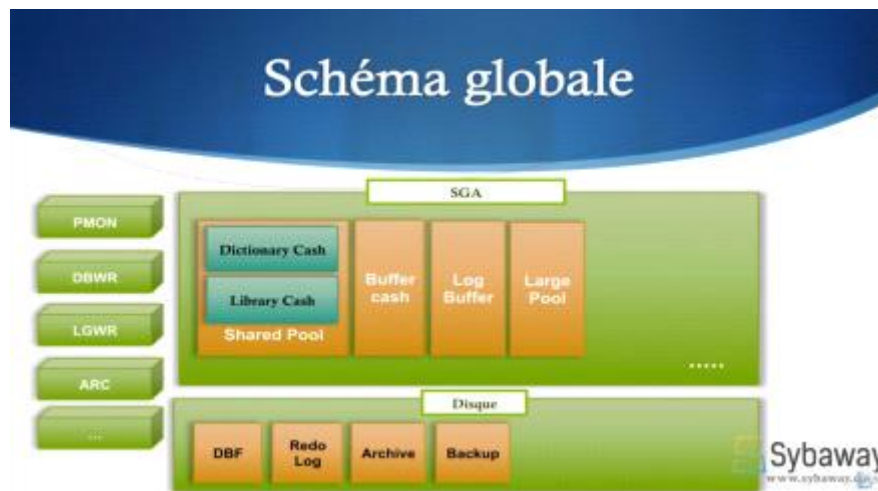 Schéma globale
PMON
DBWR
LGWR
ARC
...
SGA
Dictionary Cash
Library Cash
Shared Pool
Buffer
cash
Log
Buffer
Large
Pool
.....
Disque
DBF
Redo
Log
Archive
Backup
Sybaway